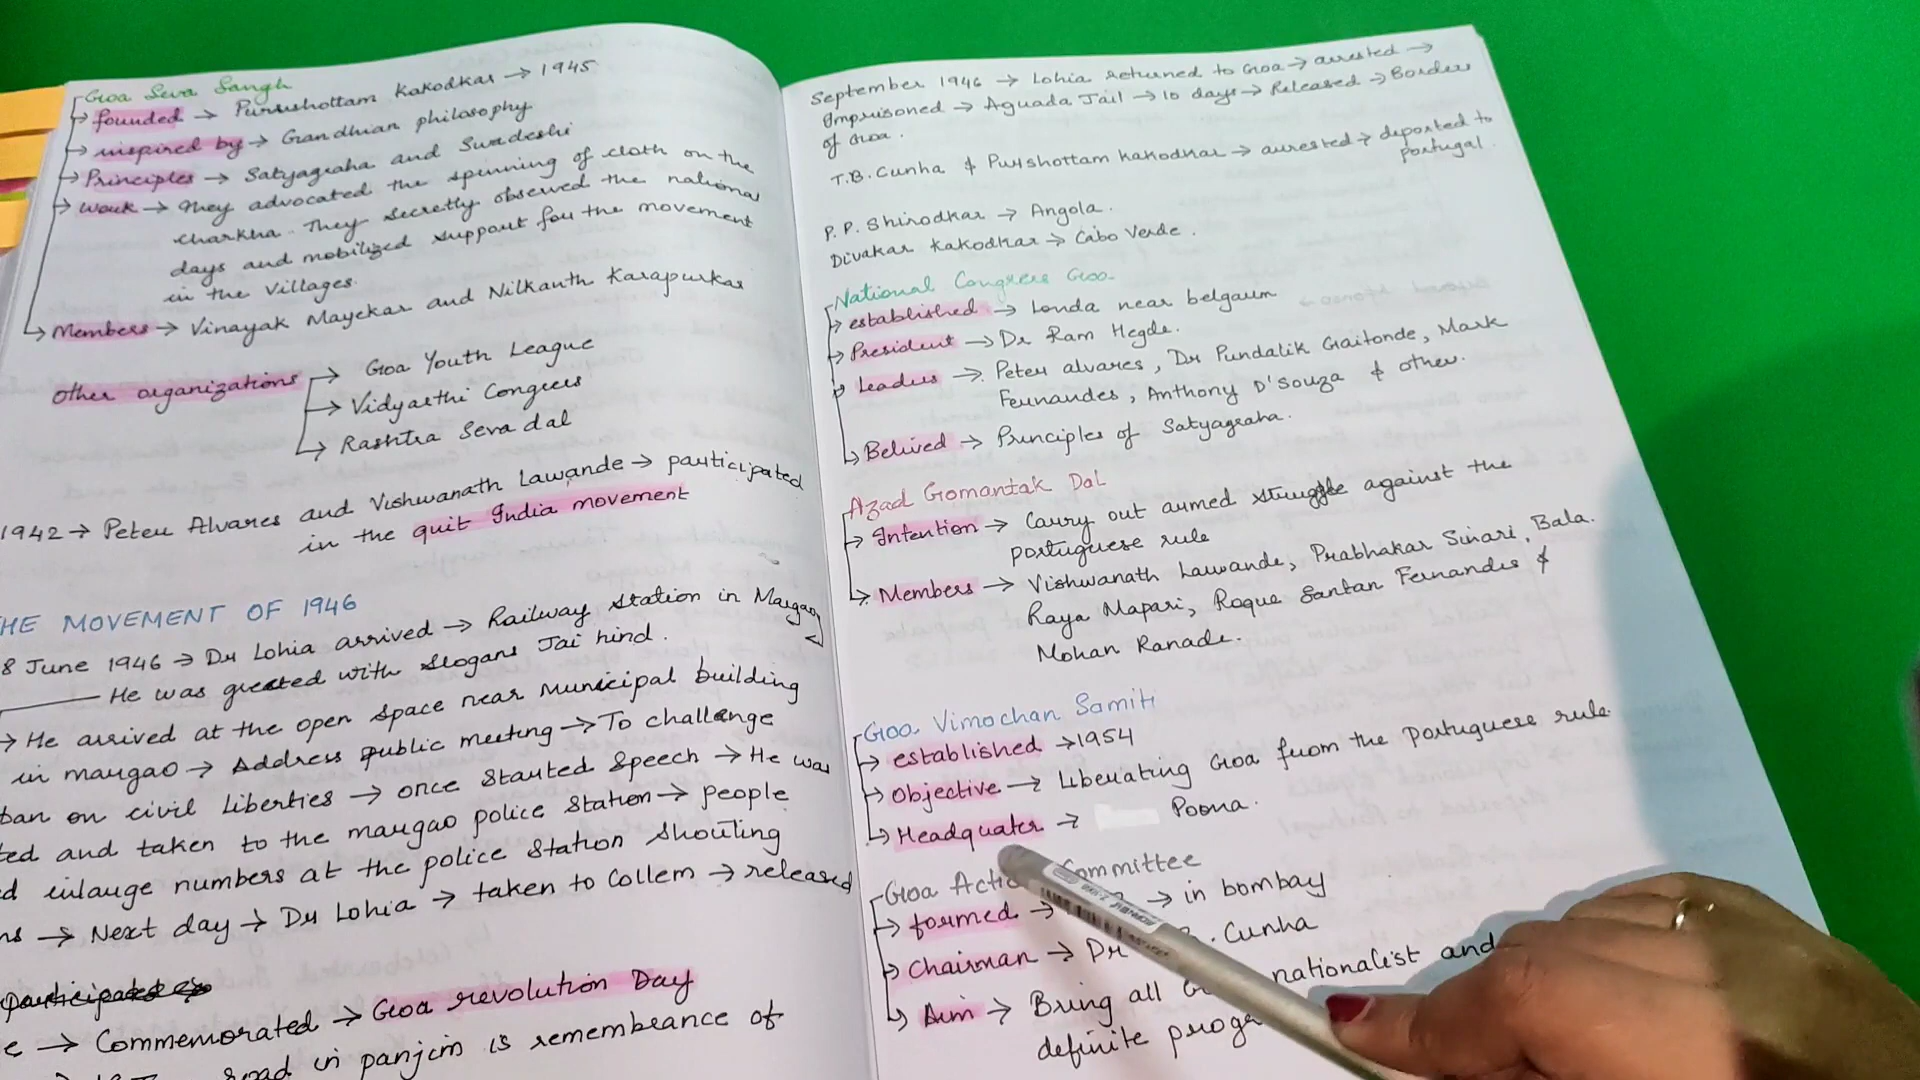 Goa Seva Sangh
founded → Purushottam Kakodkar → 1945
inspired by → Gandhian philosophy
Principles → Satyagraha and Swadeshi
Work → They advocated the spinning of cloth on the
charkha. They secretly observed the national
days and mobilized support for the movement
in the Villages.
Members → Vinayak Mayekar and Nilkanth Karapurkar
Other organizations → Goa Youth League
→ Vidyarthi Congress
→ Rashtra Seva dal
1942 → Peter Alvares and Vishwanath Lawande → participated
in the quit India movement
HE MOVEMENT OF 1946
8 June 1946 → Dr Lohia arrived → Railway station in Margao
He was greeted with slogans Jai hind.
→ He arrived at the open space near Municipal building
in margao → Address public meeting → To challenge
ban on civil liberties → once Started Speech → He was
ted and taken to the margao police station → people
d inlarge numbers at the police station shouting
ns → Next day → Dr Lohia → taken to Collem → released
e → Commemorated → Goa revolution Day
road in panjim is remembrance of
September 1946 → Lohia returned to Goa → arrested →
Imprisoned → Aguada Jail → 10 days → Released → Border
of Goa.
T.B. Cunha & Purshottam Kakodkar → arrested → deported to
portugal.
P.P. Shirodkar → Angola.
Divakar Kakodkar → Cabo Verde.
National Congress Goa
established → Londa near belgaum
President → Dr Ram Hegde.
Leaders → Peter alvares, Dr Pundalik Gaitonde, Mark
Fernandes, Anthony D'Souza & other.
Belived → Principles of Satyagraha.
Azad Gomantak Dal
Intention → Carry out armed struggle against the
portuguese rule
Members → Vishwanath Lawande, Prabhakar Sinari, Bala
Raya Mapari, Roque Santan Fernandes &
Mohan Ranade.
Goa Vimochan Samiti
established → 1954
Objective → Liberating Goa from the Portuguese rule
Headquater → Poona.
Goa Acti Committee
formed → → in bombay
Chairman → Dr . Cunha
Aim → Bring all nationalist and
definite